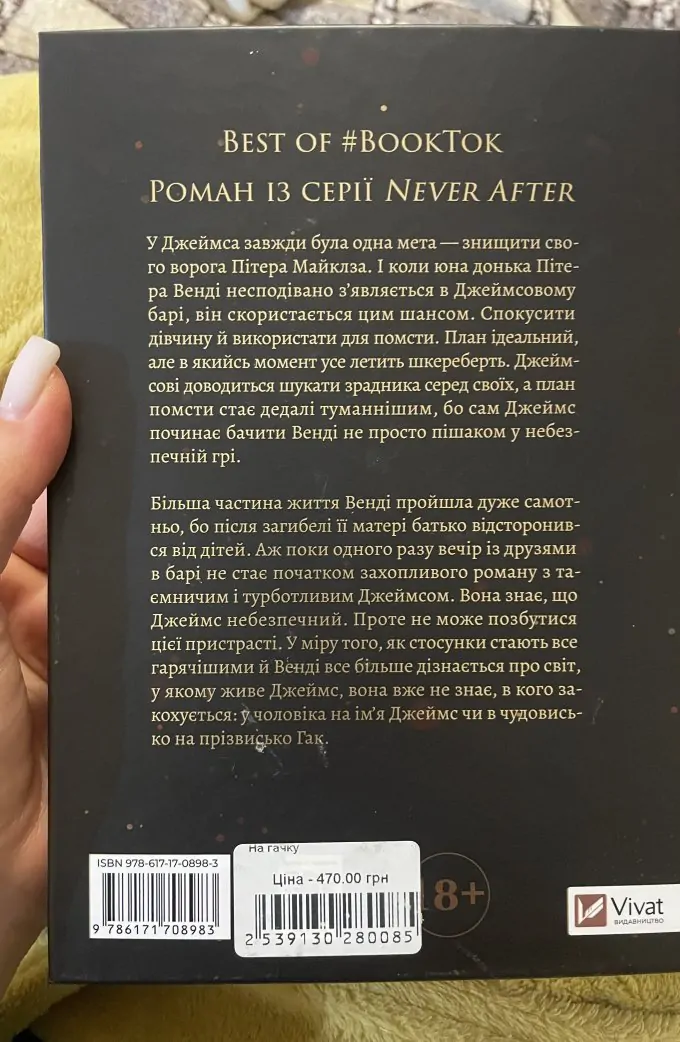 BEST OF #BOOKTOK
РОМАН ІЗ СЕРІЇ NEVER AFTER
У Джеймса завжди була одна мета — знищити сво-
го ворога Пітера Майклза. І коли юна донька Піте-
ра Венді несподівано з’являється в Джеймсовому
барі, він скористається цим шансом. Спокусити
дівчину й використати для помсти. План ідеальний,
але в якийсь момент усе летить шкереберть. Джейм-
сові доводиться шукати зрадника серед своїх, а план
помсти стає дедалі туманнішим, бо сам Джеймс
починає бачити Венді не просто пішаком у небез-
печній грі.
Більша частина життя Венді пройшла дуже самот-
ньо, бо після загибелі її матері батько відсторонив-
ся від дітей. Аж поки одного разу вечір із друзями
в барі не стає початком захопливого роману з та-
ємничим і турботливим Джеймсом. Вона знає, що
Джеймс небезпечний. Проте не може позбутися
цієї пристрасті. У міру того, як стосунки стають все
гарячішими й Венді все більше дізнається про світ,
у якому живе Джеймс, вона вже не знає, в кого за-
кохується: у чоловіка на ім’я Джеймс чи в чудовись-
ко на прізвисько Гак.
ISBN 978-617-17-0898-3
9 786171 708983
На гачку
Ціна - 470.00 грн
2 539130 280085
18+
Vivat
ВИДАВНИЦТВО